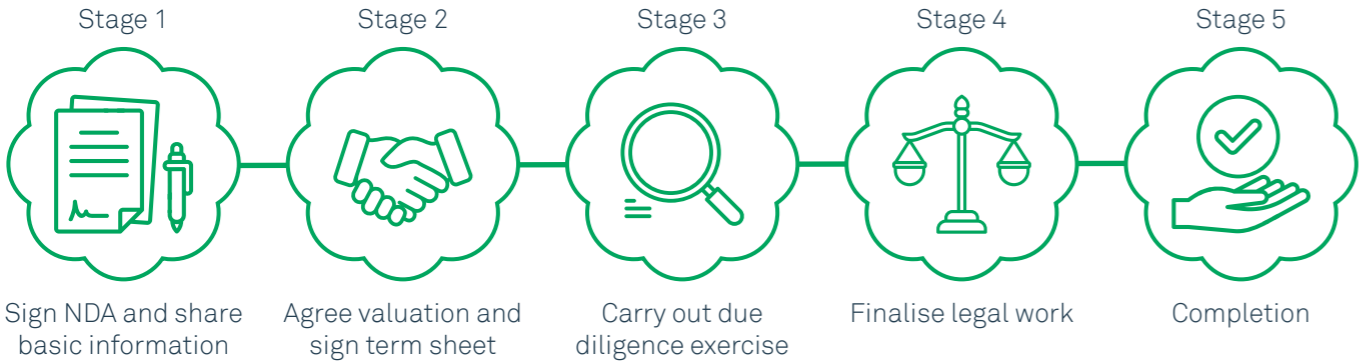 Stage 1
Stage 2
Stage 3
Stage 4
Stage 5
Sign NDA and share
basic information
Agree valuation and
sign term sheet
Carry out due
diligence exercise
Finalise legal work
Completion